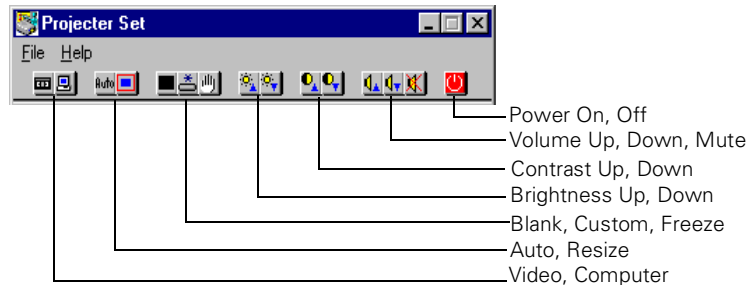 Projecter Set
File Help
Auto
Power On, Off
Volume Up, Down, Mute
Contrast Up, Down
Brightness Up, Down
Blank, Custom, Freeze
Auto, Resize
Video, Computer